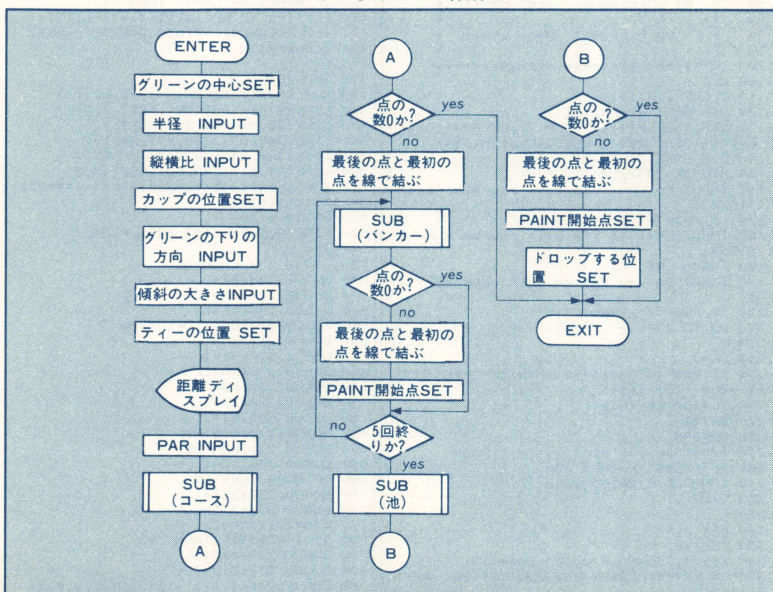 ENTER
グリーンの中心SET
半径 INPUT
縦横比 INPUT
カップの位置SET
グリーンの下りの
方向 INPUT
傾斜の大きさINPUT
ティーの位置 SET
距離ディ
スプレイ
PAR INPUT
SUB
(コース)
A
A
点の
数0か?
yes
no
最後の点と最初の
点を線で結ぶ
SUB
(バンカー)
点の
数0か?
yes
no
最後の点と最初の
点を線で結ぶ
PAINT開始点SET
no
5回終
りか?
yes
SUB
(池)
B
B
点の
数0か?
yes
no
最後の点と最初の
点を線で結ぶ
PAINT開始点SET
ドロップする位
置 SET
EXIT